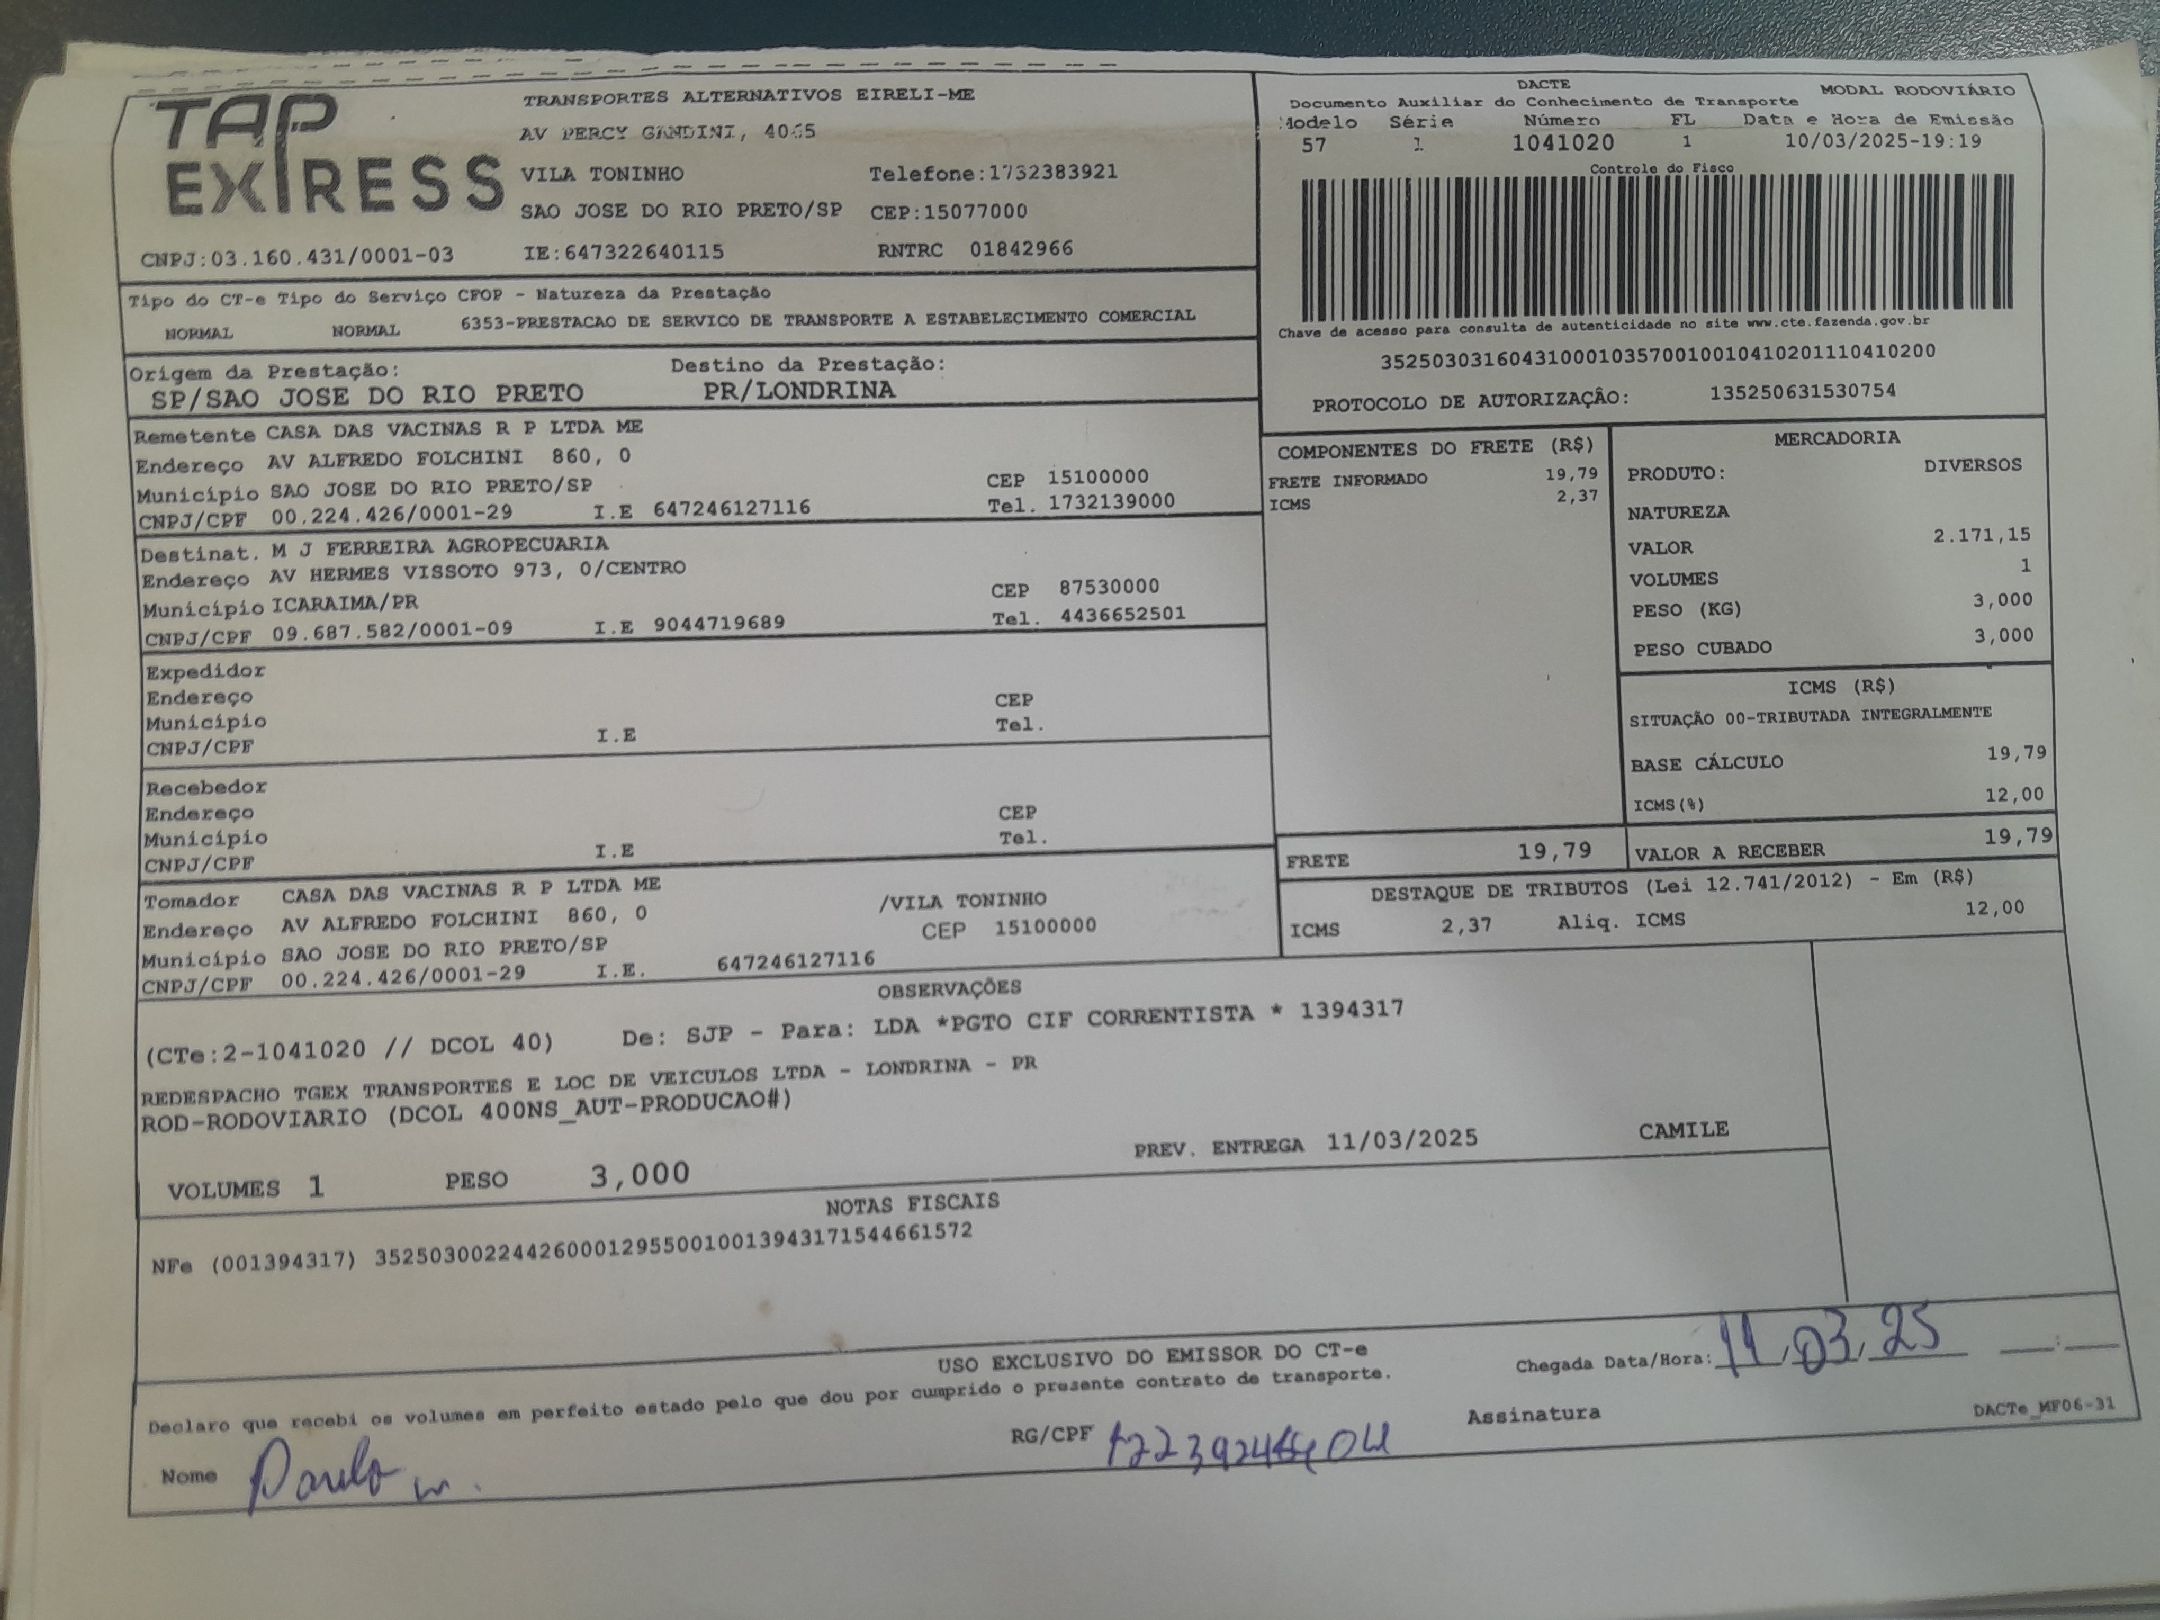 TAP EXPRESS
TRANSPORTES ALTERNATIVOS EIRELI-ME
AV PERCY GANDINI, 4065
VILA TONINHO Telefone:1732383921
SAO JOSE DO RIO PRETO/SP CEP:15077000
CNPJ:03.160.431/0001-03 IE:647322640115 RNTRC 01842966
DACTE
Documento Auxiliar do Conhecimento de Transporte
MODAL RODOVIÁRIO
Modelo Série Número FL Data e Hora de Emissão
57 1 1041020 1 10/03/2025-19:19
Controle do Fisco
Chave de acesso para consulta de autenticidade no site www.cte.fazenda.gov.br
35250303160431000103570010010410201110410200
PROTOCOLO DE AUTORIZAÇÂO: 135250631530754
Tipo do CT-e Tipo do Serviço CFOP - Natureza da Prestação
NORMAL NORMAL 6353-PRESTACAO DE SERVICO DE TRANSPORTE A ESTABELECIMENTO COMERCIAL
Origem da Prestação: Destino da Prestação:
SP/SAO JOSE DO RIO PRETO PR/LONDRINA
Remetente CASA DAS VACINAS R P LTDA ME
Endereço AV ALFREDO FOLCHINI 860, 0
Município SAO JOSE DO RIO PRETO/SP CEP 15100000
CNPJ/CPF 00.224.426/0001-29 I.E 647246127116 Tel. 1732139000
Destinat. M J FERREIRA AGROPECUARIA
Endereço AV HERMES VISSOTO 973, 0/CENTRO
Município ICARAIMA/PR CEP 87530000
CNPJ/CPF 09.687.582/0001-09 I.E 9044719689 Tel. 4436652501
Expedidor
Endereço CEP
Município Tel.
CNPJ/CPF I.E
Recebedor
Endereço CEP
Município Tel.
CNPJ/CPF I.E
Tomador CASA DAS VACINAS R P LTDA ME
Endereço AV ALFREDO FOLCHINI 860, 0 /VILA TONINHO
Município SAO JOSE DO RIO PRETO/SP CEP 15100000
CNPJ/CPF 00.224.426/0001-29 I.E. 647246127116
COMPONENTES DO FRETE (R$)
FRETE INFORMADO 19,79
ICMS 2,37
MERCADORIA
PRODUTO: DIVERSOS
NATUREZA
VALOR 2.171,15
VOLUMES 1
PESO (KG) 3,000
PESO CUBADO 3,000
ICMS (R$)
SITUAÇÃO 00-TRIBUTADA INTEGRALMENTE
BASE CÁLCULO 19,79
ICMS(%) 12,00
FRETE 19,79 VALOR A RECEBER 19,79
DESTAQUE DE TRIBUTOS (Lei 12.741/2012) - Em (R$)
ICMS 2,37 Aliq. ICMS 12,00
OBSERVAÇÕES
(CTe:2-1041020 // DCOL 40) De: SJP - Para: LDA *PGTO CIF CORRENTISTA * 1394317
REDESPACHO TGEX TRANSPORTES E LOC DE VEICULOS LTDA - LONDRINA - PR
ROD-RODOVIARIO (DCOL 400NS_AUT-PRODUCAO#)
PREV. ENTREGA 11/03/2025 CAMILE
VOLUMES 1 PESO 3,000
NOTAS FISCAIS
NFe (001394317) 35250300224426000129550010013943171544661572
USO EXCLUSIVO DO EMISSOR DO CT-e
Declaro que recebi os volumes em perfeito estado pelo que dou por cumprido o presente contrato de transporte.
Chegada Data/Hora: 11/03/25 __:__
Nome Paulo RG/CPF Assinatura
DACTe_MF06-31